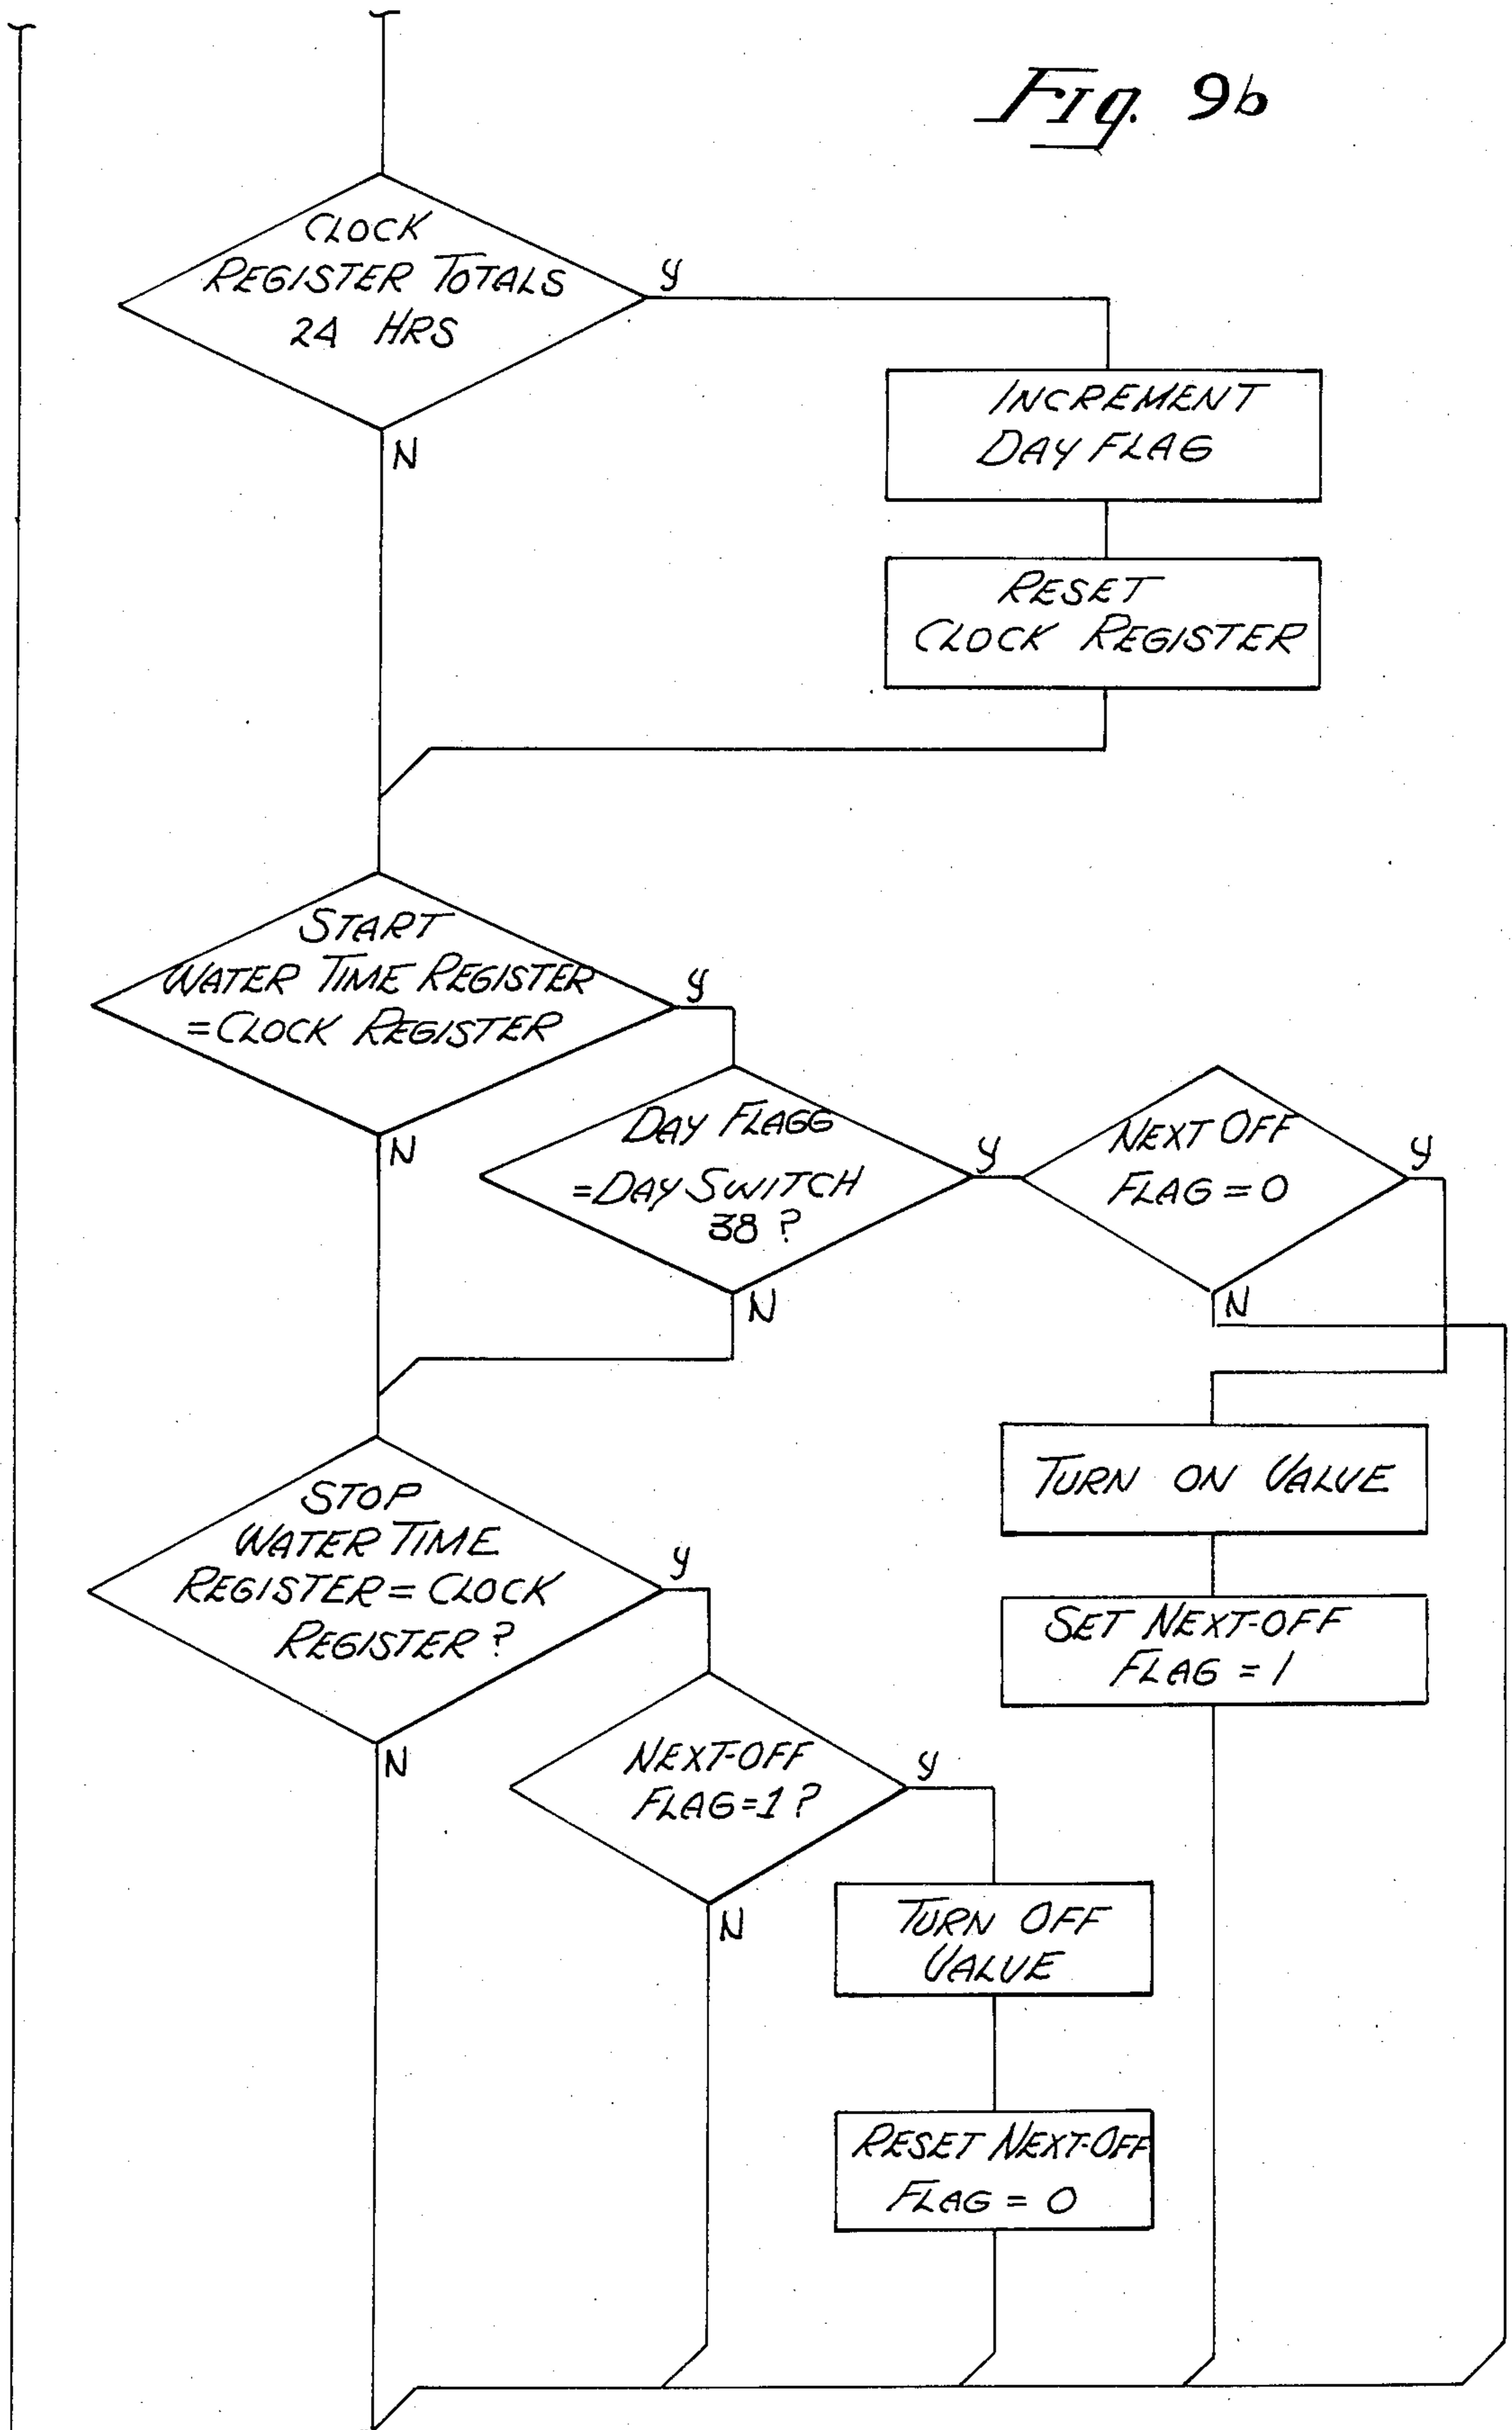 Fig. 9b
CLOCK
REGISTER TOTALS
24 HRS
Y
N
INCREMENT
DAY FLAG
RESET
CLOCK REGISTER
START
WATER TIME REGISTER
=CLOCK REGISTER
Y
N
DAY FLAGG
=DAY SWITCH
38?
Y
N
NEXT OFF
FLAG=0
Y
N
TURN ON VALUE
SET NEXT-OFF
FLAG = 1
STOP
WATER TIME
REGISTER=CLOCK
REGISTER?
Y
N
NEXT-OFF
FLAG=1?
Y
N
TURN OFF
VALUE
RESET NEXT-OFF
FLAG = 0